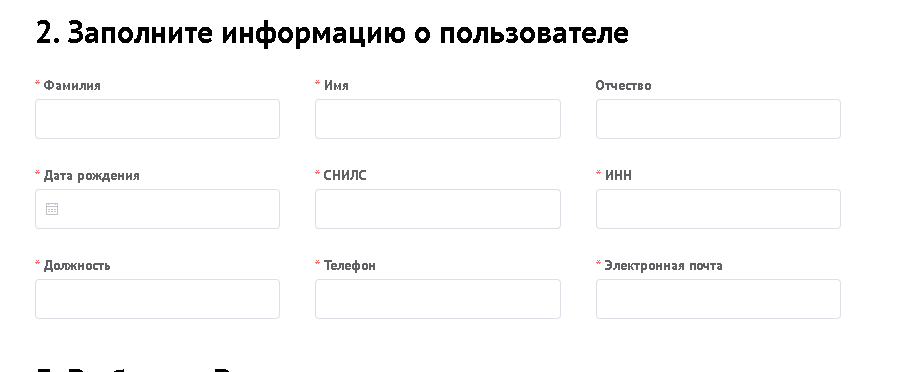 2. Заполните информацию о пользователе
* Фамилия * Имя Отчество
* Дата рождения * СНИЛС * ИНН
* Должность * Телефон * Электронная почта